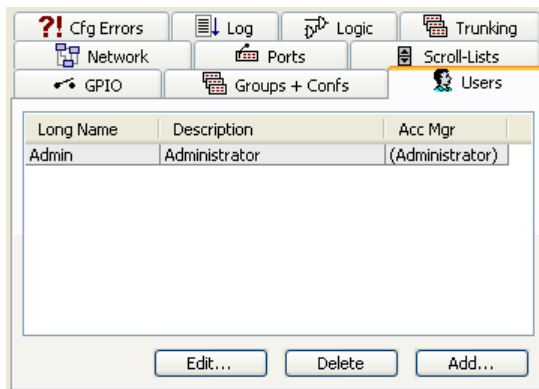 ?! Cfg Errors Log Logic Trunking
Network Ports Scroll-Lists
GPIO Groups + Confs Users
Long Name Description Acc Mgr
Admin Administrator (Administrator)
Edit... Delete Add...